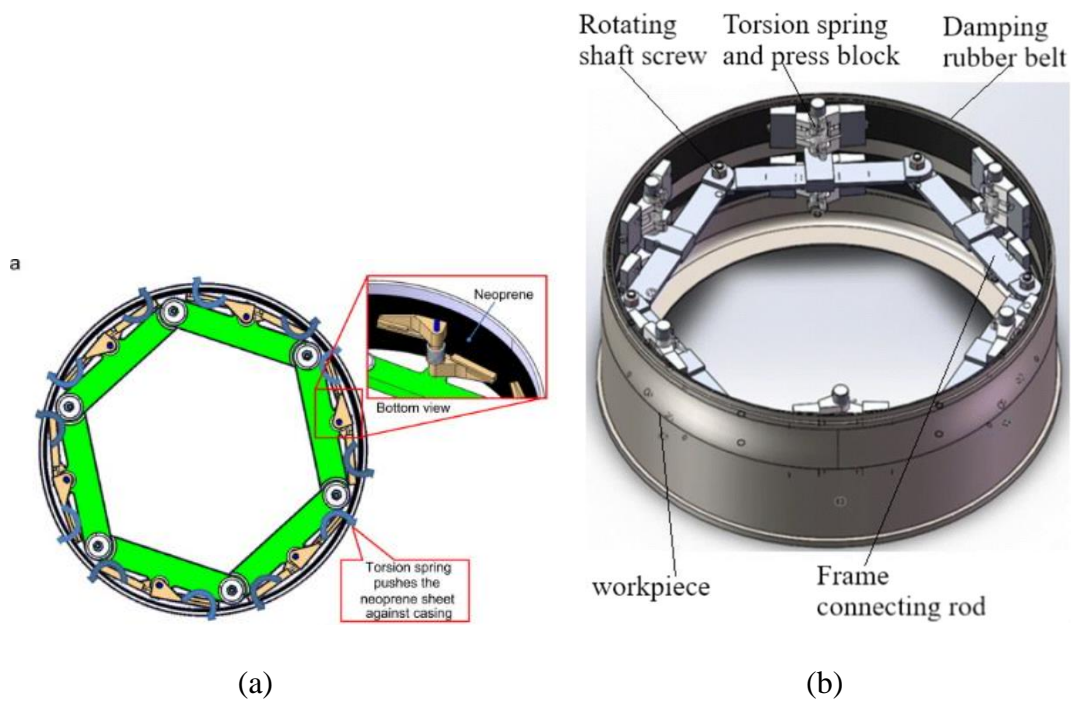 Rotating
shaft screw
Torsion spring
and press block
Damping
rubber belt
a
Neoprene
Bottom view
Torsion spring
pushes the
neoprene sheet
against casing
workpiece
Frame
connecting rod
(a)
(b)